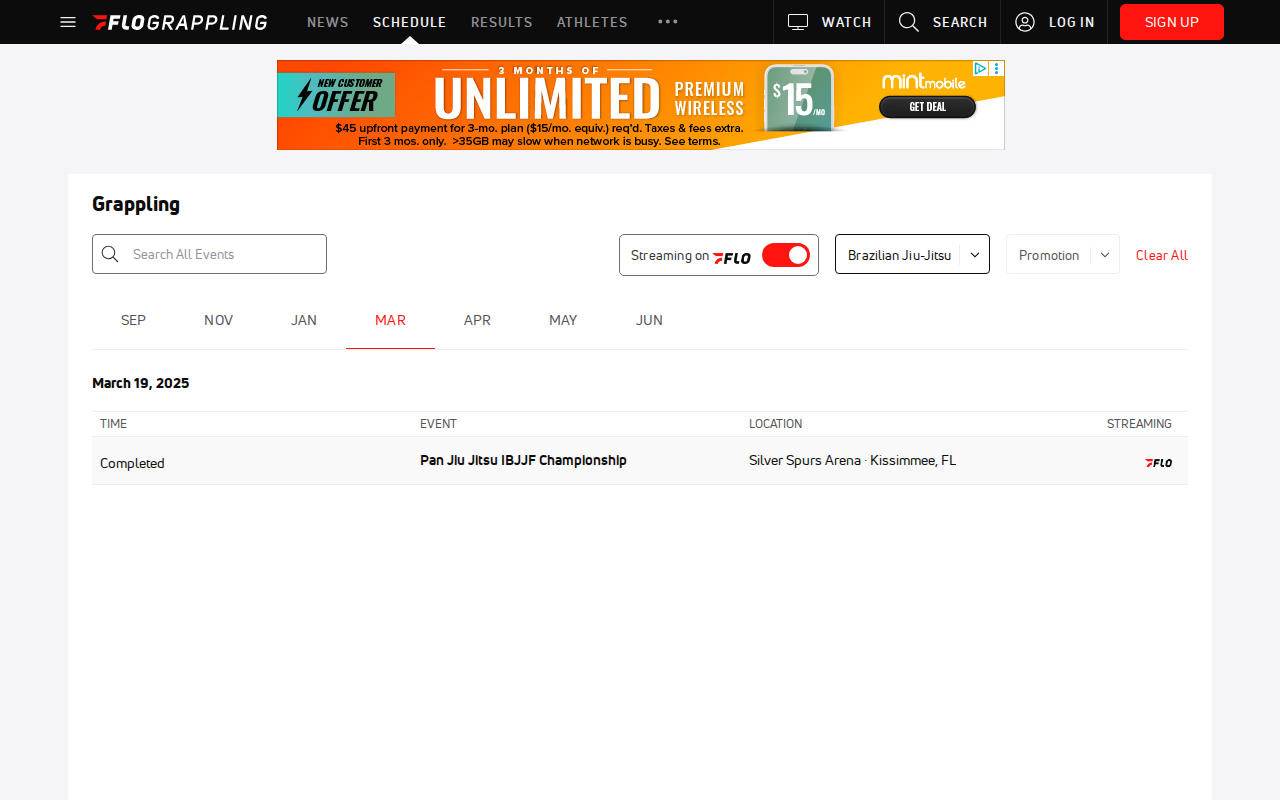 FLOGRAPPLING NEWS SCHEDULE RESULTS ATHLETES WATCH SEARCH LOG IN SIGN UP
NEW CUSTOMER
OFFER
3 MONTHS OF
UNLIMITED
PREMIUM
WIRELESS
$15/MO
mint mobile
GET DEAL
$45 upfront payment for 3-mo. plan ($15/mo. equiv.) req'd. Taxes & fees extra.
First 3 mos. only. >35GB may slow when network is busy. See terms.
Grappling
Search All Events
Streaming on FLO
Brazilian Jiu-Jitsu
Promotion
Clear All
SEP NOV JAN MAR APR MAY JUN
March 19, 2025
TIME EVENT LOCATION STREAMING
Completed Pan Jiu Jitsu IBJJF Championship Silver Spurs Arena · Kissimmee, FL FLO